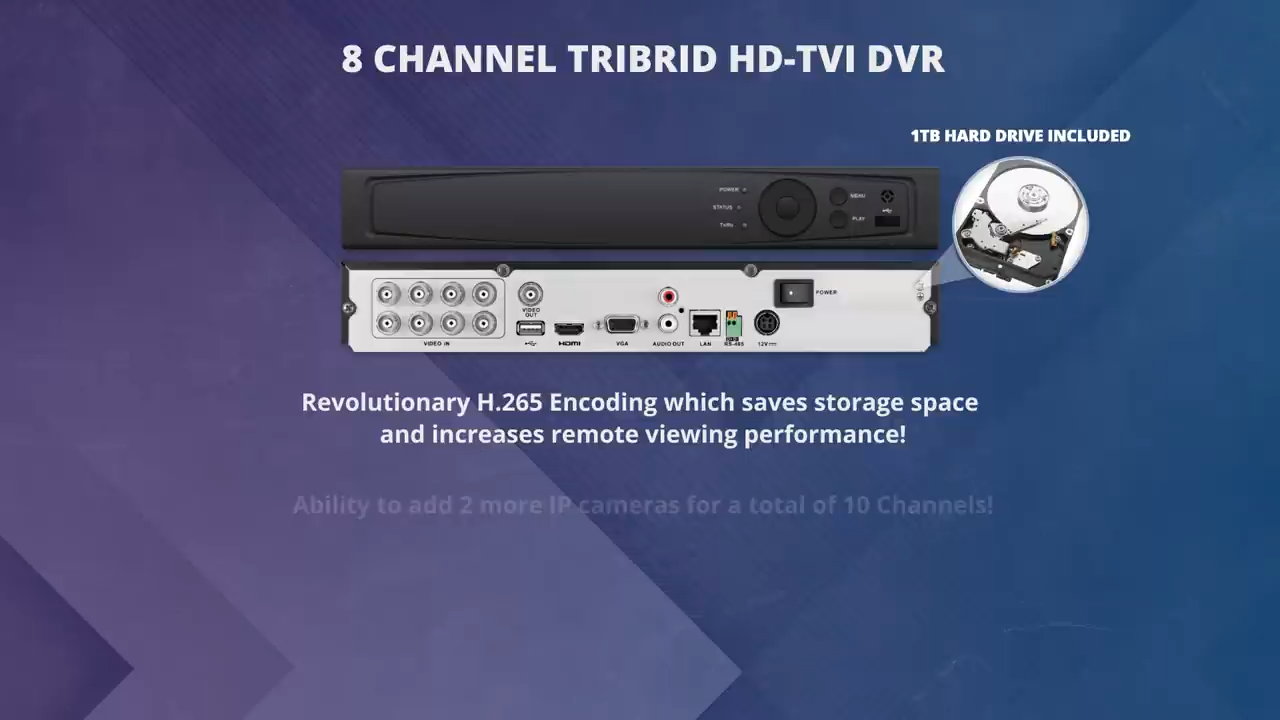 8 CHANNEL TRIBRID HD-TVI DVR
1TB HARD DRIVE INCLUDED
POWER
MENU
STATUS
PLAY
Tx/Rx
POWER
VIDEO
OUT
VIDEO IN
HDMI
VGA
AUDIO OUT
LAN
RS-485
12V
Revolutionary H.265 Encoding which saves storage space
and increases remote viewing performance!
Ability to add 2 more IP cameras for a total of 10 Channels!